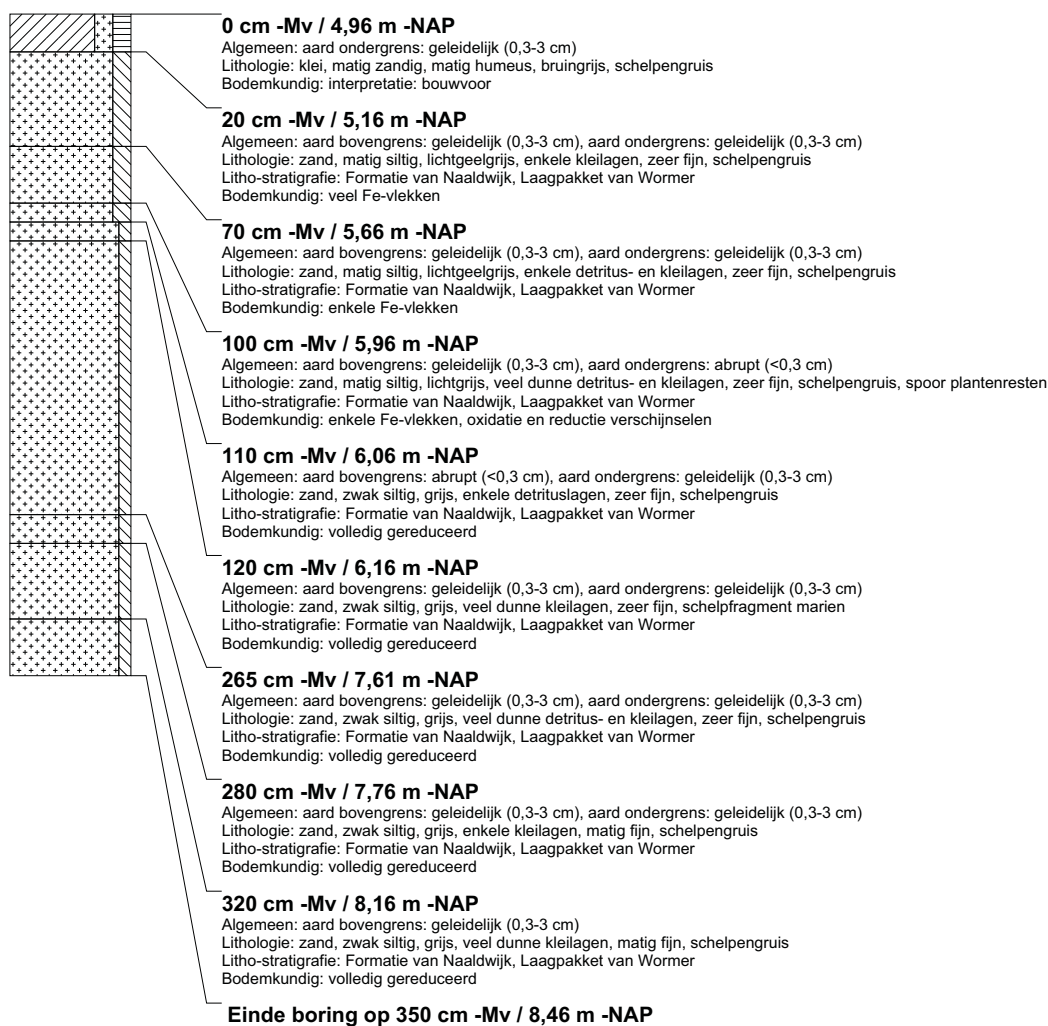 0 cm -Mv / 4,96 m -NAP
Algemeen: aard ondergrens: geleidelijk (0,3-3 cm)
Lithologie: klei, matig zandig, matig humeus, bruingrijs, schelpengruis
Bodemkundig: interpretatie: bouwvoor
20 cm -Mv / 5,16 m -NAP
Algemeen: aard bovengrens: geleidelijk (0,3-3 cm), aard ondergrens: geleidelijk (0,3-3 cm)
Lithologie: zand, matig siltig, lichtgeelgrijs, enkele kleilagen, zeer fijn, schelpengruis
Litho-stratigrafie: Formatie van Naaldwijk, Laagpakket van Wormer
Bodemkundig: veel Fe-vlekken
70 cm -Mv / 5,66 m -NAP
Algemeen: aard bovengrens: geleidelijk (0,3-3 cm), aard ondergrens: geleidelijk (0,3-3 cm)
Lithologie: zand, matig siltig, lichtgeelgrijs, enkele detritus- en kleilagen, zeer fijn, schelpengruis
Litho-stratigrafie: Formatie van Naaldwijk, Laagpakket van Wormer
Bodemkundig: enkele Fe-vlekken
100 cm -Mv / 5,96 m -NAP
Algemeen: aard bovengrens: geleidelijk (0,3-3 cm), aard ondergrens: abrupt (<0,3 cm)
Lithologie: zand, matig siltig, lichtgrijs, veel dunne detritus- en kleilagen, zeer fijn, schelpengruis, spoor plantenresten
Litho-stratigrafie: Formatie van Naaldwijk, Laagpakket van Wormer
Bodemkundig: enkele Fe-vlekken, oxidatie en reductie verschijnselen
110 cm -Mv / 6,06 m -NAP
Algemeen: aard bovengrens: abrupt (<0,3 cm), aard ondergrens: geleidelijk (0,3-3 cm)
Lithologie: zand, zwak siltig, grijs, enkele detrituslagen, zeer fijn, schelpengruis
Litho-stratigrafie: Formatie van Naaldwijk, Laagpakket van Wormer
Bodemkundig: volledig gereduceerd
120 cm -Mv / 6,16 m -NAP
Algemeen: aard bovengrens: geleidelijk (0,3-3 cm), aard ondergrens: geleidelijk (0,3-3 cm)
Lithologie: zand, zwak siltig, grijs, veel dunne kleilagen, zeer fijn, schelpfragment marien
Litho-stratigrafie: Formatie van Naaldwijk, Laagpakket van Wormer
Bodemkundig: volledig gereduceerd
265 cm -Mv / 7,61 m -NAP
Algemeen: aard bovengrens: geleidelijk (0,3-3 cm), aard ondergrens: geleidelijk (0,3-3 cm)
Lithologie: zand, zwak siltig, grijs, veel dunne detritus- en kleilagen, zeer fijn, schelpengruis
Litho-stratigrafie: Formatie van Naaldwijk, Laagpakket van Wormer
Bodemkundig: volledig gereduceerd
280 cm -Mv / 7,76 m -NAP
Algemeen: aard bovengrens: geleidelijk (0,3-3 cm), aard ondergrens: geleidelijk (0,3-3 cm)
Lithologie: zand, zwak siltig, grijs, enkele kleilagen, matig fijn, schelpengruis
Litho-stratigrafie: Formatie van Naaldwijk, Laagpakket van Wormer
Bodemkundig: volledig gereduceerd
320 cm -Mv / 8,16 m -NAP
Algemeen: aard bovengrens: geleidelijk (0,3-3 cm)
Lithologie: zand, zwak siltig, grijs, veel dunne kleilagen, matig fijn, schelpengruis
Litho-stratigrafie: Formatie van Naaldwijk, Laagpakket van Wormer
Bodemkundig: volledig gereduceerd
Einde boring op 350 cm -Mv / 8,46 m -NAP